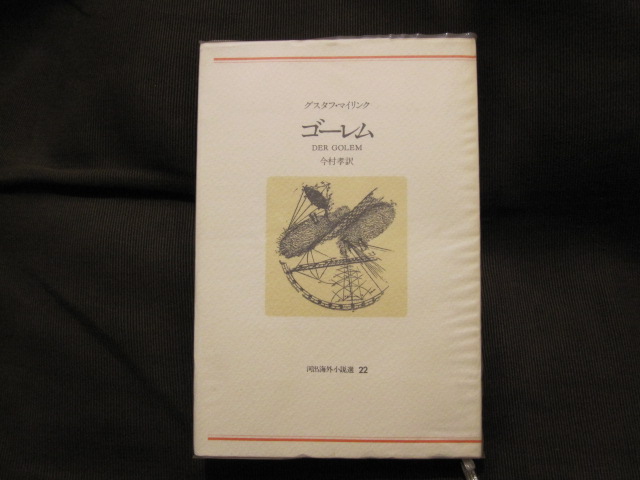 グスタフ・マイリンク
ゴーレム
DER GOLEM
今村孝訳
河出海外小説選 22